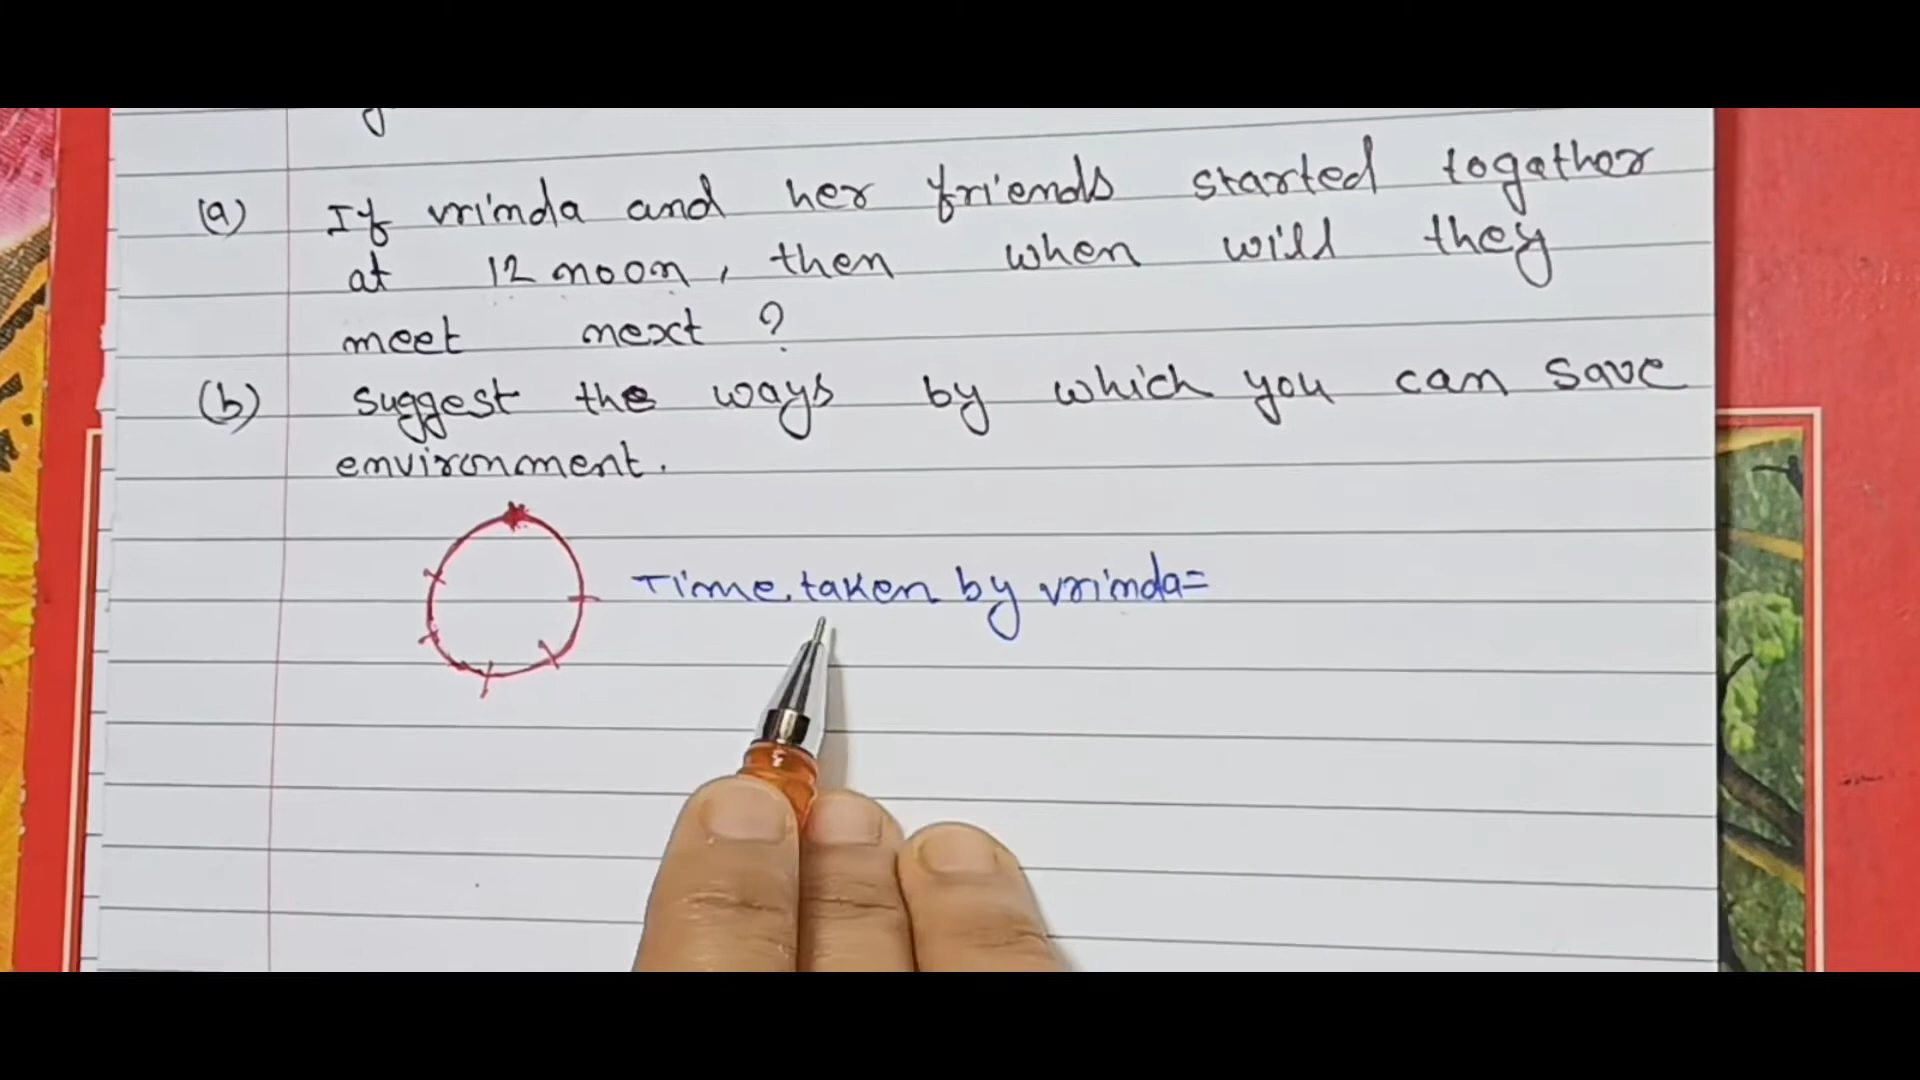 (a) If vrinda and her friends started together
at 12 noon, then when will they
meet next ?
(b) suggest the ways by which you can save
environment.
Time taken by vrinda=